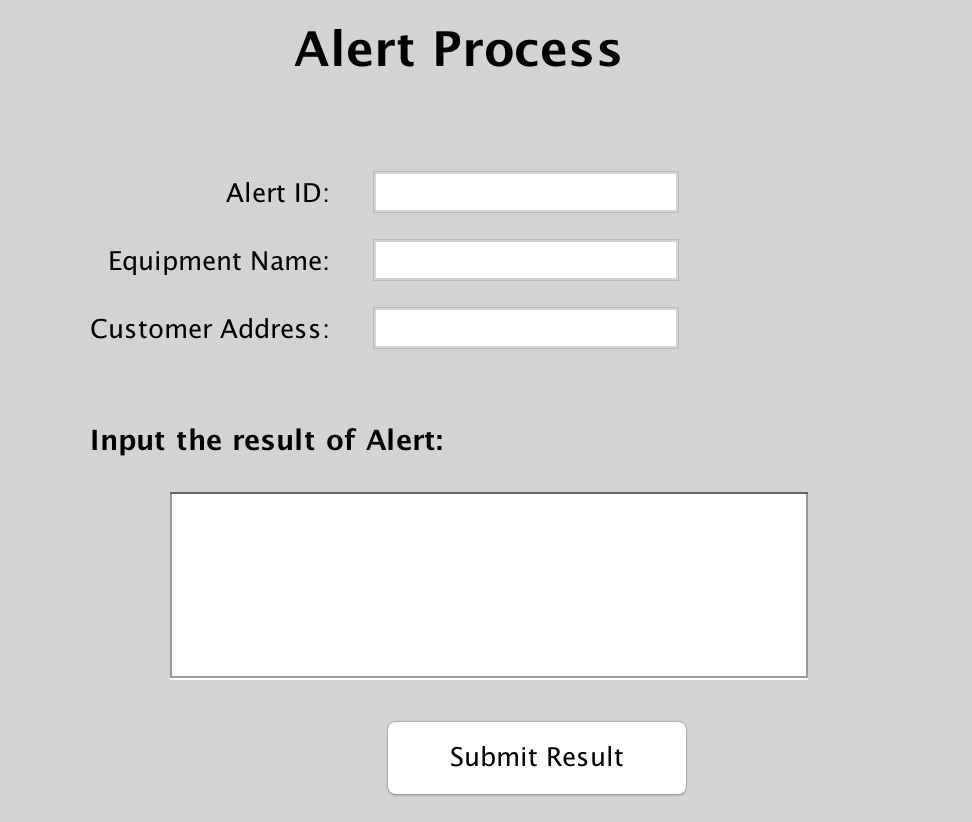 Alert Process
Alert ID:
Equipment Name:
Customer Address:
Input the result of Alert:
Submit Result